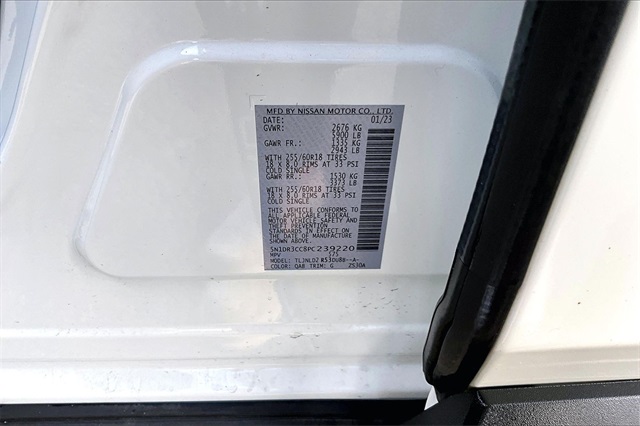 MFD BY NISSAN MOTOR CO., LTD.
DATE: 01/23
GVWR: 2676 KG
5900 LB
GAWR FR.: 1335 KG
2943 LB
WITH 255/60R18 TIRES
18 X 8.0 RIMS AT 33 PSI
COLD SINGLE
GAWR RR.: 1530 KG
3373 LB
WITH 255/60R18 TIRES
18 X 8.0 RIMS AT 33 PSI
COLD SINGLE
THIS VEHICLE CONFORMS TO
ALL APPLICABLE FEDERAL
MOTOR VEHICLE SAFETY AND
THEFT PREVENTION
STANDARDS IN EFFECT ON
THE DATE OF MANUFACTURE
SHOWN ABOVE.
5N1DR3CC8PC239220
MPV 575
MODEL:
COLOR: QAB TRIM: G